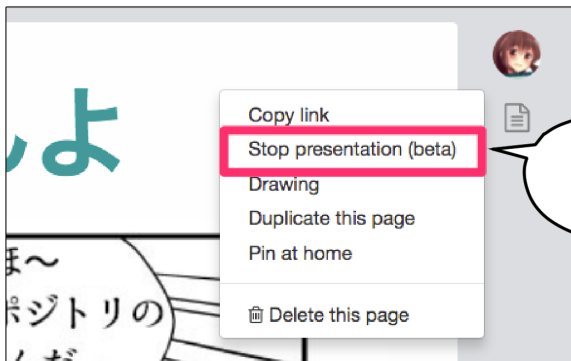 よ
Copy link
Stop presentation (beta)
Drawing
Duplicate this page
Pin at home
Delete this page
ま〜
ポジトリの